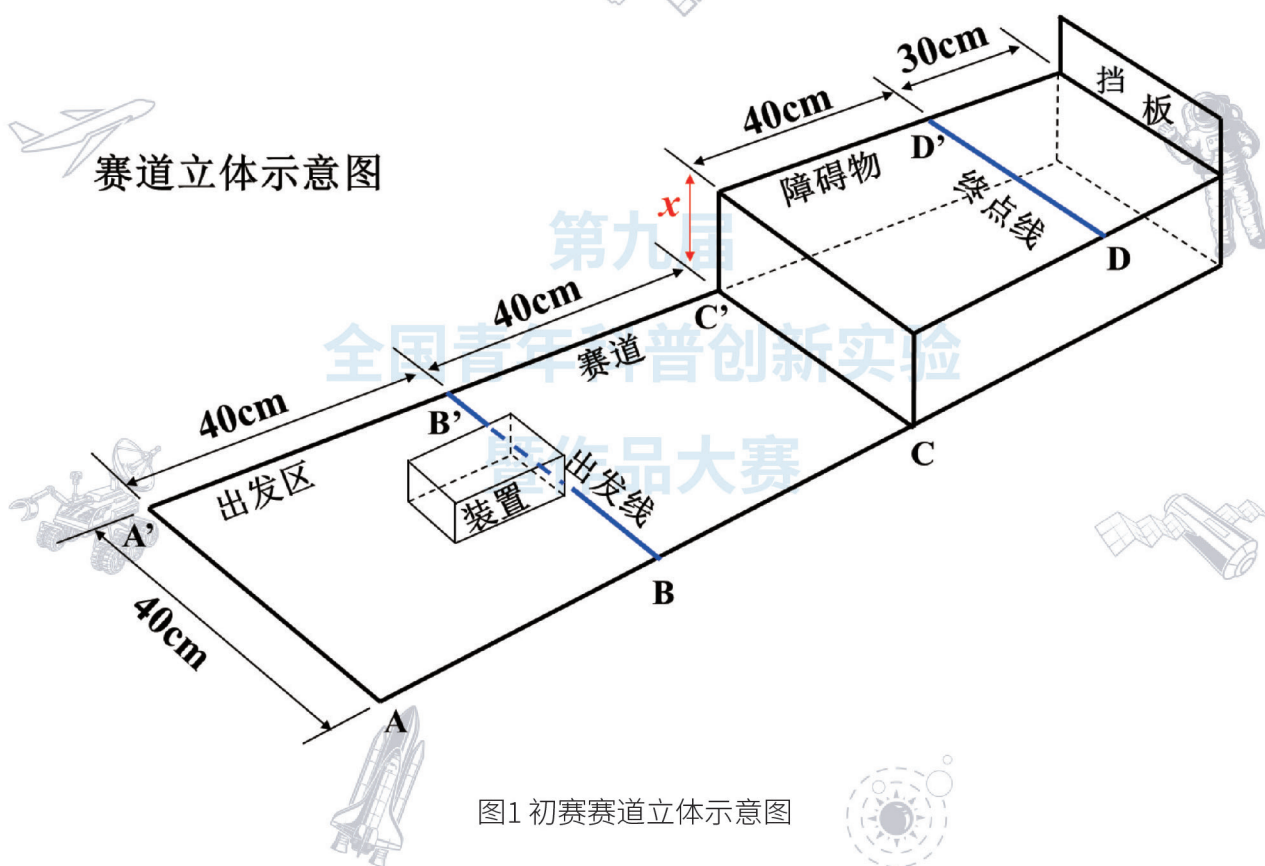 30cm
挡板
40cm
D'
赛道立体示意图
障碍物
终点线
x
第九届
D
40cm
C'
全国青年科普创新实验
赛道
40cm
B'
暨作品大赛
C
出发区
出发线
装置
A'
B
40cm
A
图1 初赛赛道立体示意图